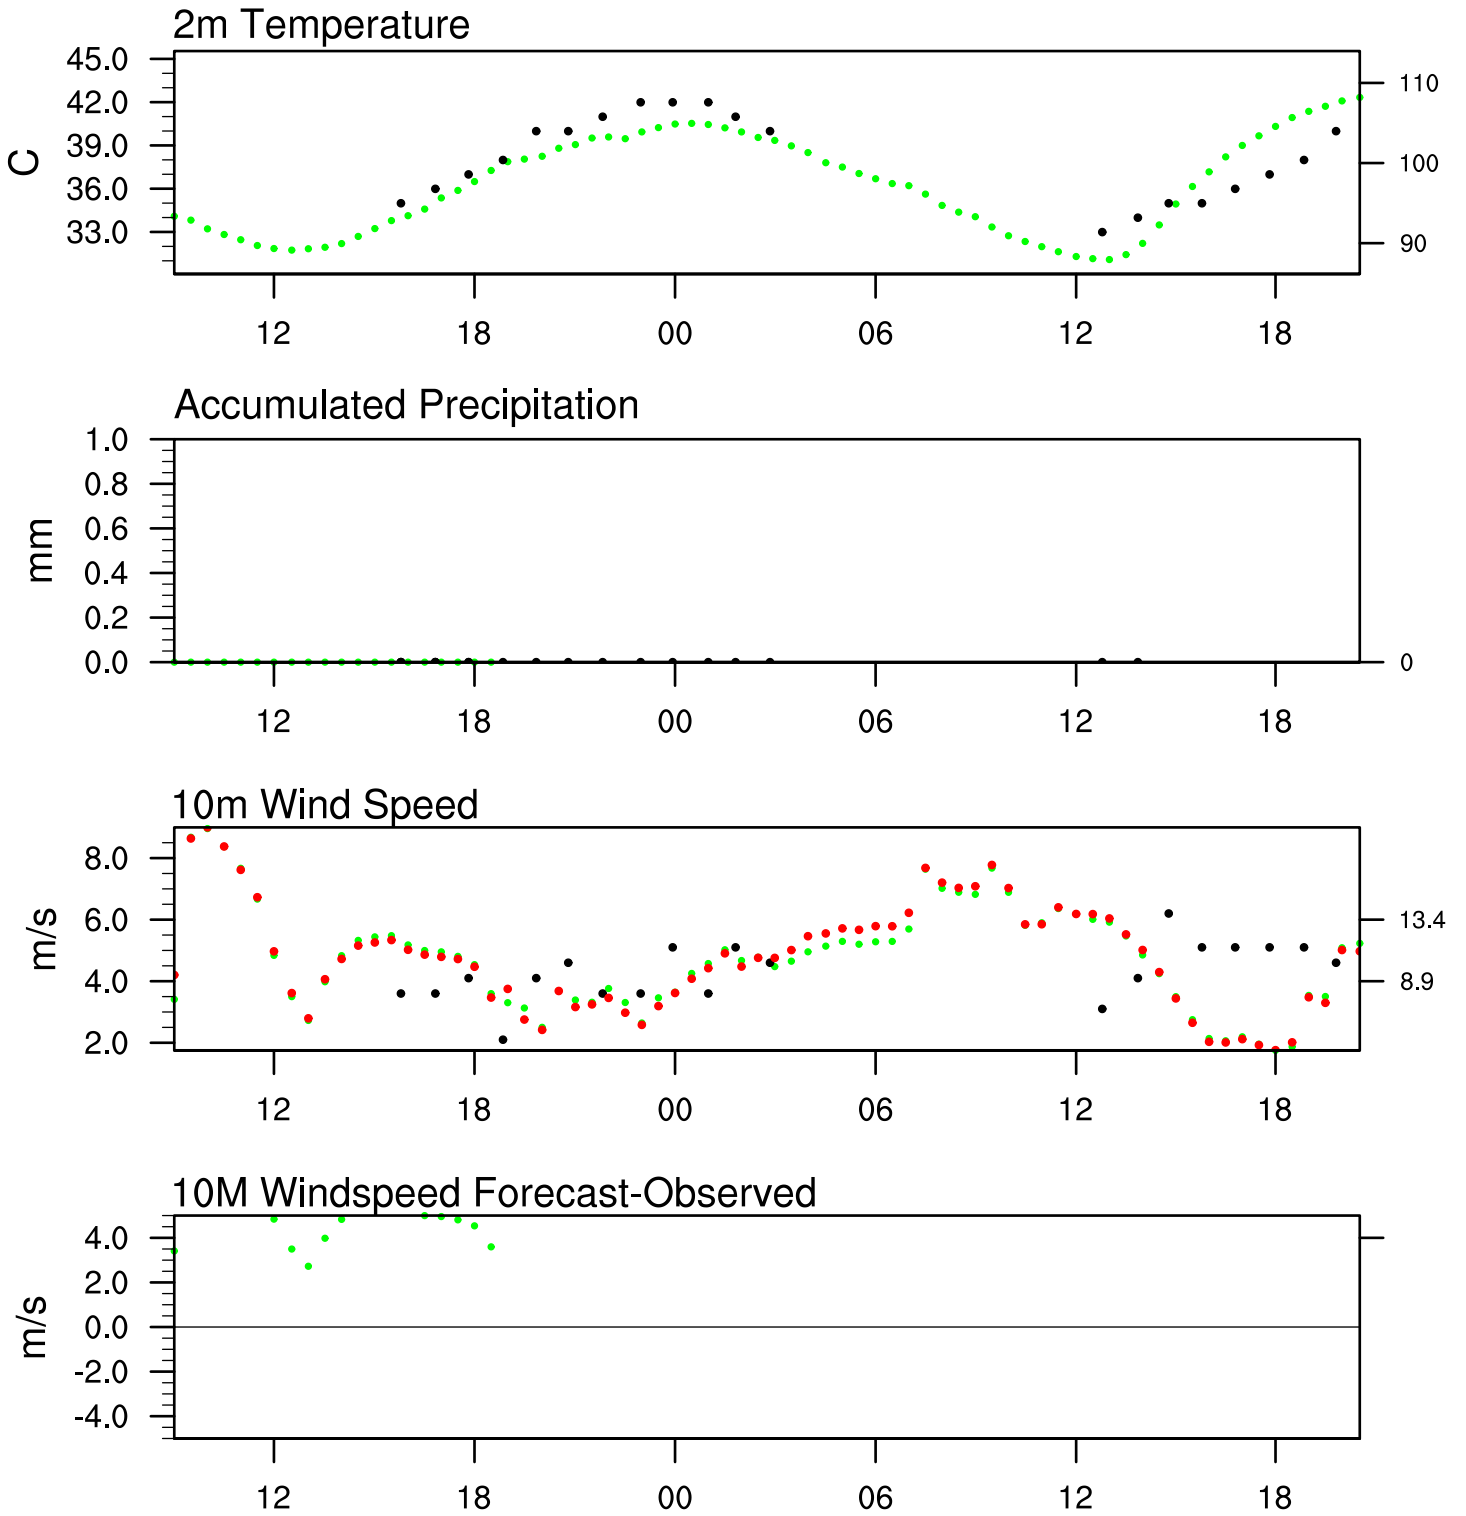 2m Temperature
45.0
42.0
39.0
36.0
33.0
C
110
100
90
12 18 00 06 12 18
Accumulated Precipitation
1.0
0.8
0.6
0.4
0.2
0.0
mm
0
12 18 00 06 12 18
10m Wind Speed
8.0
6.0
4.0
2.0
m/s
13.4
8.9
12 18 00 06 12 18
10M Windspeed Forecast-Observed
4.0
2.0
0.0
-2.0
-4.0
m/s
12 18 00 06 12 18